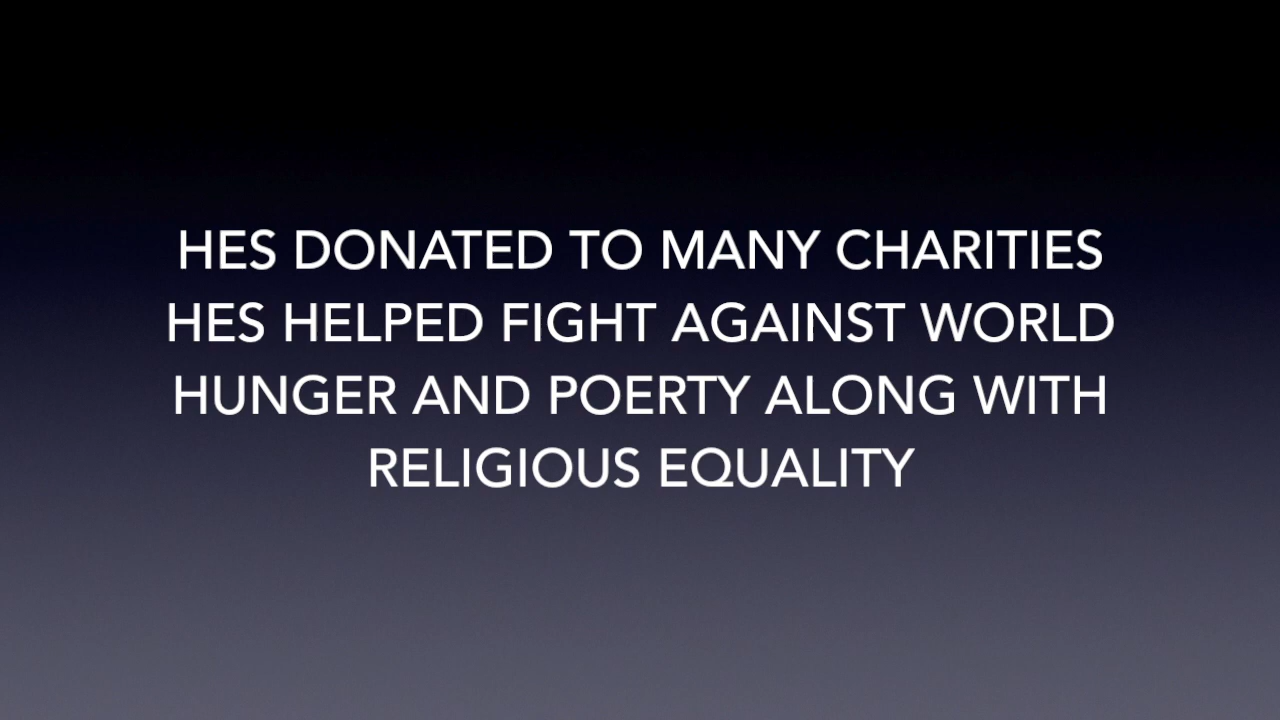 HES DONATED TO MANY CHARITIES
HES HELPED FIGHT AGAINST WORLD
HUNGER AND POERTY ALONG WITH
RELIGIOUS EQUALITY